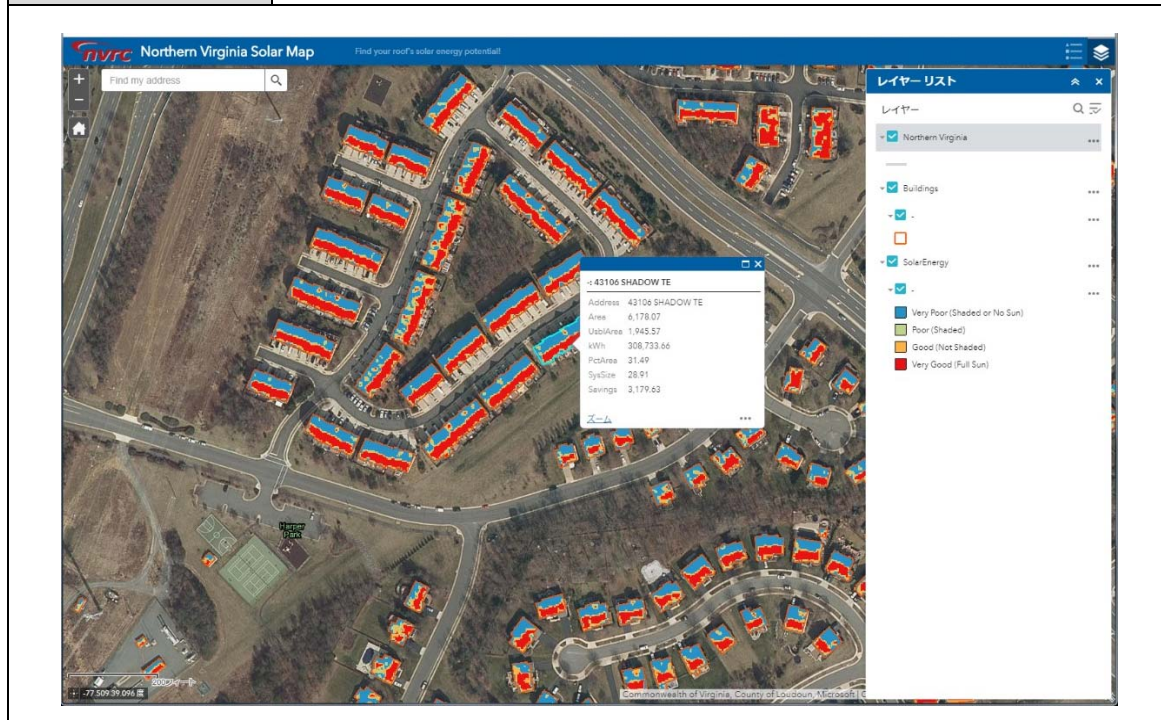 nvrc Northern Virginia Solar Map Find your roof's solar energy potential!
+
Find my address
−
レイヤー リスト
レイヤー
Northern Virginia
Buildings
-
SolarEnergy
-
Very Poor (Shaded or No Sun)
Poor (Shaded)
Good (Not Shaded)
Very Good (Full Sun)
-: 43106 SHADOW TE
Address 43106 SHADOW TE
Area 6,178.07
UsblArea 1,945.57
kWh 308,733.66
PctArea 31.49
SysSize 28.91
Savings 3,179.63
ズーム
Harper
Park
200フィート
-77.509 39.096 度
Commonwealth of Virginia, County of Loudoun, Microsoft | C